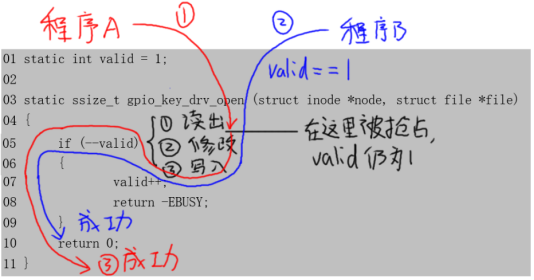 程序A ① ② 程序B
01 static int valid = 1;
valid==1
02
03 static ssize_t gpio_key_drv_open (struct inode *node, struct file *file)
04 {
① 读出
在这里被抢占,
05 if (--valid)
② 修改
valid仍为1
06 {
③ 写入
07 valid++;
08 return -EBUSY;
09 }
成功
10 return 0;
③ 成功
11 }